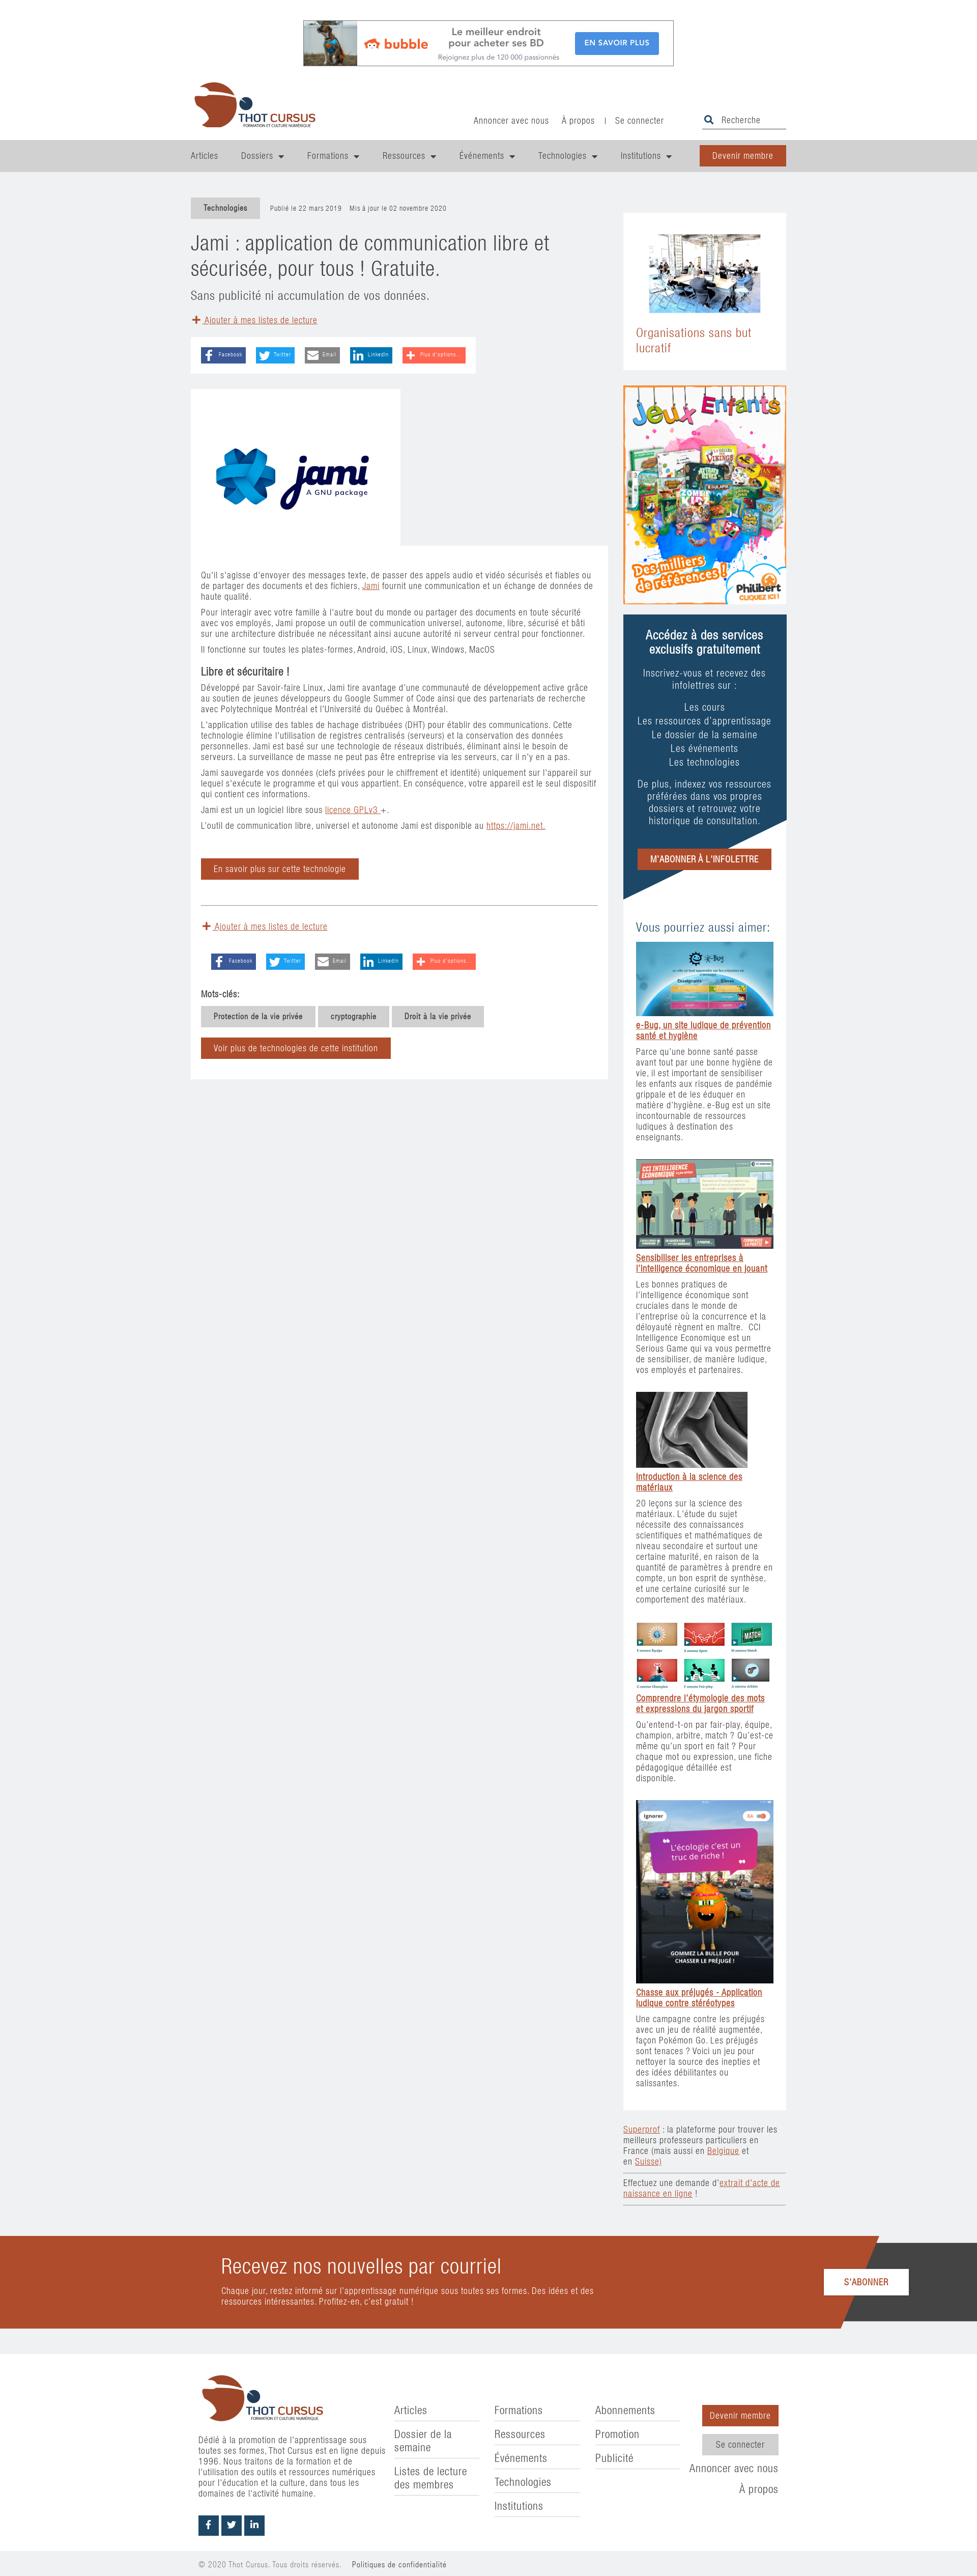 bubble
Le meilleur endroit
pour acheter ses BD
Rejoignez plus de 120 000 passionnés
EN SAVOIR PLUS
THOT CURSUS
FORMATION ET CULTURE NUMÉRIQUE
Annoncer avec nous
À propos
|
Se connecter
Recherche
Articles
Dossiers
Formations
Ressources
Événements
Technologies
Institutions
Devenir membre
Technologies
Publié le 22 mars 2019 Mis à jour le 02 novembre 2020
Jami : application de communication libre et
sécurisée, pour tous ! Gratuite.
Sans publicité ni accumulation de vos données.
Ajouter à mes listes de lecture
Facebook
Twitter
Email
LinkedIn
Plus d'options...
jami
A GNU package
Qu'il s'agisse d'envoyer des messages texte, de passer des appels audio et vidéo sécurisés et fiables ou
de partager des documents et des fichiers, Jami fournit une communication et un échange de données de
haute qualité.
Pour interagir avec votre famille à l'autre bout du monde ou partager des documents en toute sécurité
avec vos employés, Jami propose un outil de communication universel, autonome, libre, sécurisé et bâti
sur une architecture distribuée ne nécessitant ainsi aucune autorité ni serveur central pour fonctionner.
Il fonctionne sur toutes les plates-formes, Android, iOS, Linux, Windows, MacOS
Libre et sécuritaire !
Développé par Savoir-faire Linux, Jami tire avantage d'une communauté de développement active grâce
au soutien de jeunes développeurs du Google Summer of Code ainsi que des partenariats de recherche
avec Polytechnique Montréal et l'Université du Québec à Montréal.
L'application utilise des tables de hachage distribuées (DHT) pour établir des communications. Cette
technologie élimine l'utilisation de registres centralisés (serveurs) et la conservation des données
personnelles. Jami est basé sur une technologie de réseaux distribués, éliminant ainsi le besoin de
serveurs. La surveillance de masse ne peut pas être entreprise via les serveurs, car il n'y en a pas.
Jami sauvegarde vos données (clefs privées pour le chiffrement et identité) uniquement sur l'appareil sur
lequel s'exécute le programme et qui vous appartient. En conséquence, votre appareil est le seul dispositif
qui contient ces informations.
Jami est un un logiciel libre sous licence GPLv3 +.
L'outil de communication libre, universel et autonome Jami est disponible au https://jami.net.
En savoir plus sur cette technologie
Ajouter à mes listes de lecture
Facebook
Twitter
Email
LinkedIn
Plus d'options...
Mots-clés:
Protection de la vie privée
cryptographie
Droit à la vie privée
Voir plus de technologies de cette institution
Organisations sans but
lucratif
Jeux Enfants
Des milliers
de références !
Philibert
CLIQUEZ ICI !
Accédez à des services
exclusifs gratuitement
Inscrivez-vous et recevez des
infolettres sur :
Les cours
Les ressources d'apprentissage
Le dossier de la semaine
Les événements
Les technologies
De plus, indexez vos ressources
préférées dans vos propres
dossiers et retrouvez votre
historique de consultation.
M'ABONNER À L'INFOLETTRE
Vous pourriez aussi aimer:
e-Bug
Enseignants
Elèves
e-Bug, un site ludique de prévention
santé et hygiène
Parce qu'une bonne santé passe
avant tout par une bonne hygiène de
vie, il est important de sensibiliser
les enfants aux risques de pandémie
grippale et de les éduquer en
matière d'hygiène. e-Bug est un site
incontournable de ressources
ludiques à destination des
enseignants.
CCI INTELLIGENCE
ECONOMIQUE
Sensibiliser les entreprises à
l'intelligence économique en jouant
Les bonnes pratiques de
l'intelligence économique sont
cruciales dans le monde de
l'entreprise où la concurrence et la
déloyauté règnent en maître. CCI
Intelligence Economique est un
Serious Game qui va vous permettre
de sensibiliser, de manière ludique,
vos employés et partenaires.
Introduction à la science des
matériaux
20 leçons sur la science des
matériaux. L'étude du sujet
nécessite des connaissances
scientifiques et mathématiques de
niveau secondaire et surtout une
certaine maturité, en raison de la
quantité de paramètres à prendre en
compte, un bon esprit de synthèse,
et une certaine curiosité sur le
comportement des matériaux.
MATCH
Comprendre l'étymologie des mots
et expressions du jargon sportif
Qu'entend-t-on par fair-play, équipe,
champion, arbitre, match ? Qu'est-ce
même qu'un sport en fait ? Pour
chaque mot ou expression, une fiche
pédagogique détaillée est
disponible.
Ignorer
RA
L'écologie c'est un
truc de riche !
GOMMEZ LA BULLE POUR
CHASSER LE PRÉJUGÉ !
Chasse aux préjugés - Application
ludique contre stéréotypes
Une campagne contre les préjugés
avec un jeu de réalité augmentée,
façon Pokémon Go. Les préjugés
sont tenaces ? Voici un jeu pour
nettoyer la source des inepties et
des idées débilitantes ou
salissantes.
Superprof : la plateforme pour trouver les
meilleurs professeurs particuliers en
France (mais aussi en Belgique et
en Suisse)
Effectuez une demande d'extrait d'acte de
naissance en ligne !
Recevez nos nouvelles par courriel
Chaque jour, restez informé sur l'apprentissage numérique sous toutes ses formes. Des idées et des
ressources intéressantes. Profitez-en, c'est gratuit !
S'ABONNER
THOT CURSUS
FORMATION ET CULTURE NUMÉRIQUE
Dédié à la promotion de l'apprentissage sous
toutes ses formes, Thot Cursus est en ligne depuis
1996. Nous traitons de la formation et de
l'utilisation des outils et ressources numériques
pour l'éducation et la culture, dans tous les
domaines de l'activité humaine.
Articles
Dossier de la
semaine
Listes de lecture
des membres
Formations
Ressources
Événements
Technologies
Institutions
Abonnements
Promotion
Publicité
Devenir membre
Se connecter
Annoncer avec nous
À propos
© 2020 Thot Cursus. Tous droits réservés. Politiques de confidentialité